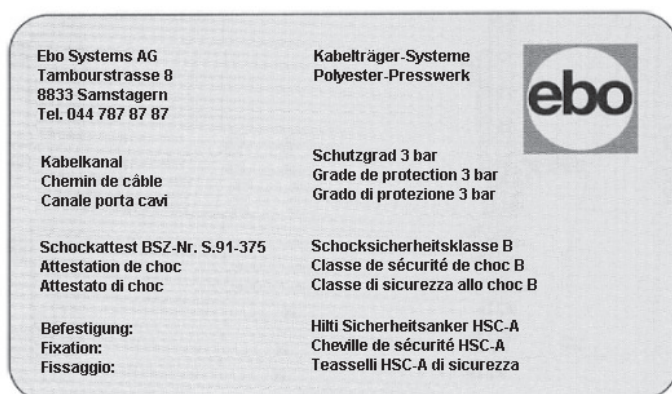 Ebo Systems AG
Tambourstrasse 8
8833 Samstagern
Tel. 044 787 87 87
Kabelträger-Systeme
Polyester-Presswerk
ebo
Kabelkanal
Chemin de câble
Canale porta cavi
Schutzgrad 3 bar
Grade de protection 3 bar
Grado di protezione 3 bar
Schockattest BSZ-Nr. S.91-375
Attestation de choc
Attestato di choc
Schocksicherheitsklasse B
Classe de sécurité de choc B
Classe di sicurezza allo choc B
Befestigung:
Fixation:
Fissaggio:
Hilti Sicherheitsanker HSC-A
Cheville de sécurité HSC-A
Teasselli HSC-A di sicurezza